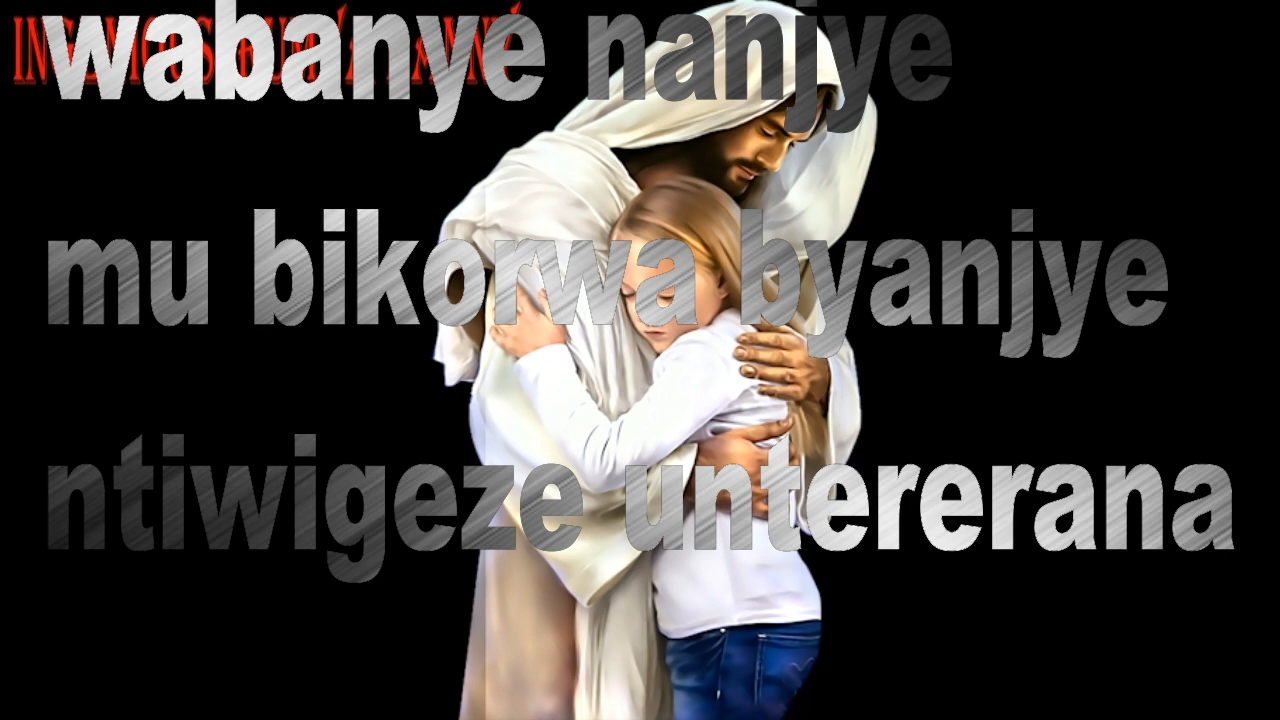 wabanye nanjye
mu bikorwa byanjye
ntiwigeze untererana